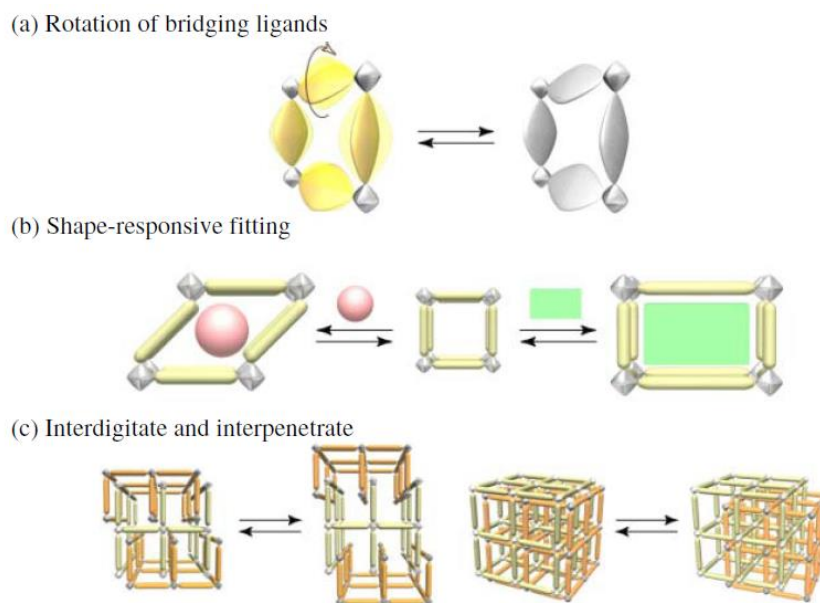 (a) Rotation of bridging ligands
(b) Shape-responsive fitting
(c) Interdigitate and interpenetrate